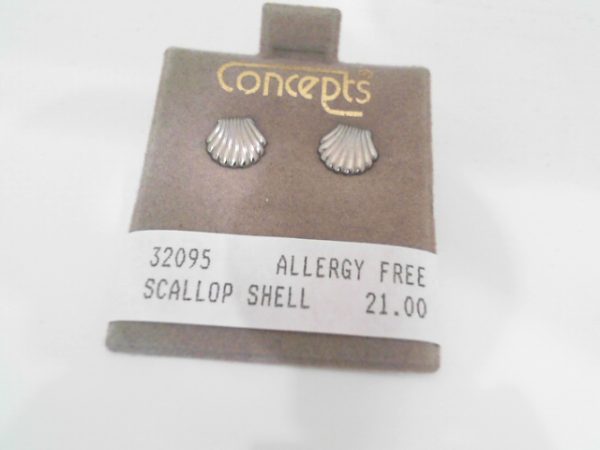 Concepts®
32095 ALLERGY FREE
SCALLOP SHELL 21.00